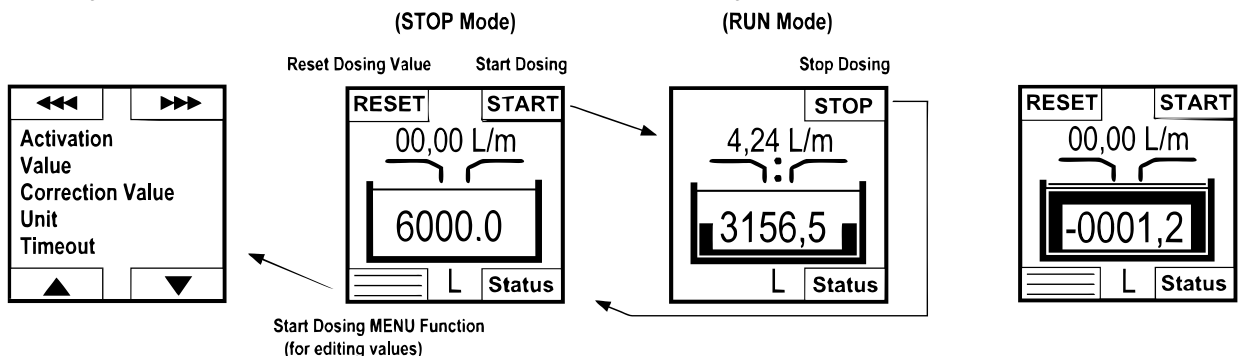 (STOP Mode)
(RUN Mode)
Reset Dosing Value
Start Dosing
Stop Dosing
Activation
Value
Correction Value
Unit
Timeout
RESET START
00,00 L/m
6000.0
L Status
STOP
4,24 L/m
3156,5
L Status
RESET START
00,00 L/m
-0001,2
L Status
Start Dosing MENU Function
(for editing values)